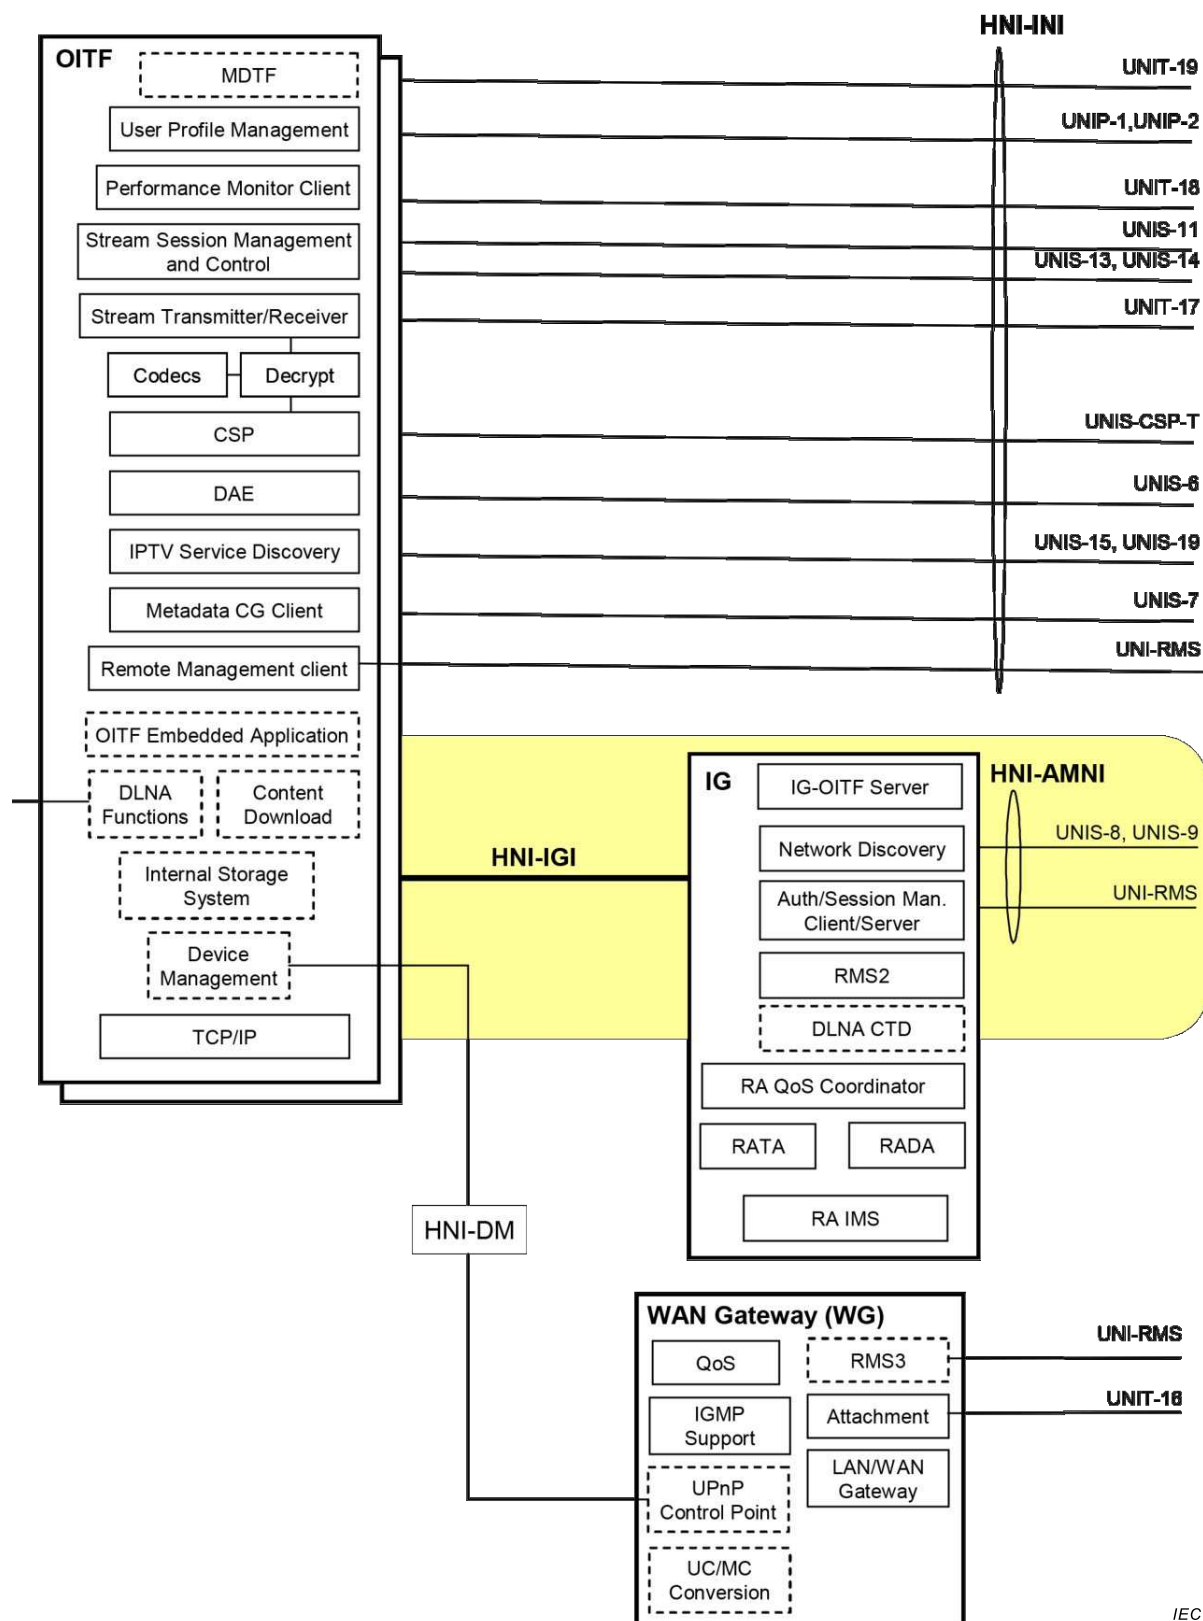 HNI-INI
OITF
MDTF
UNIT-19
User Profile Management
UNIP-1,UNIP-2
Performance Monitor Client
UNIT-18
Stream Session Management
and Control
UNIS-11
UNIS-13, UNIS-14
Stream Transmitter/Receiver
UNIT-17
Codecs
Decrypt
CSP
UNIS-CSP-T
DAE
UNIS-6
IPTV Service Discovery
UNIS-15, UNIS-19
Metadata CG Client
UNIS-7
Remote Management client
UNI-RMS
OITF Embedded Application
DLNA
Functions
Content
Download
Internal Storage
System
Device
Management
TCP/IP
HNI-IGI
IG
IG-OITF Server
HNI-AMNI
Network Discovery
UNIS-8, UNIS-9
Auth/Session Man.
Client/Server
UNI-RMS
RMS2
DLNA CTD
RA QoS Coordinator
RATA
RADA
RA IMS
HNI-DM
WAN Gateway (WG)
QoS
RMS3
UNI-RMS
IGMP
Support
Attachment
UNIT-16
UPnP
Control Point
LAN/WAN
Gateway
UC/MC
Conversion
IEC